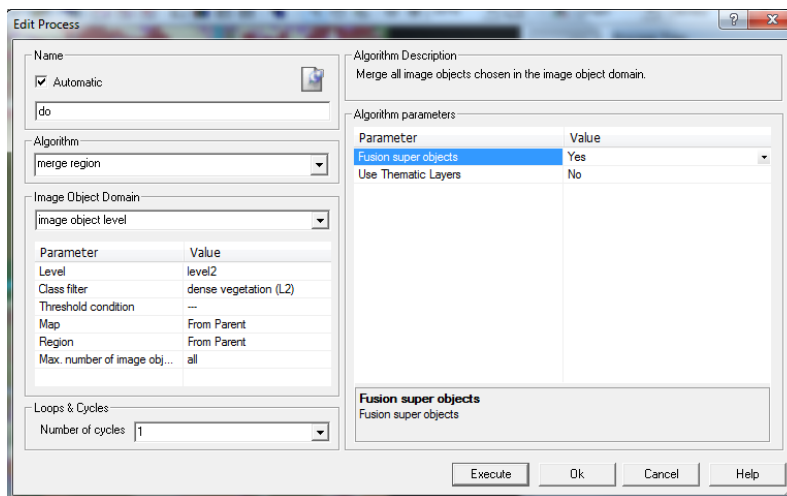 Edit Process
Name
Automatic
do
Algorithm
merge region
Image Object Domain
image object level
Parameter Value
Level level2
Class filter dense vegetation (L2)
Threshold condition ---
Map From Parent
Region From Parent
Max. number of image obj... all
Loops & Cycles
Number of cycles 1
Algorithm Description
Merge all image objects chosen in the image object domain.
Algorithm parameters
Parameter Value
Fusion super objects Yes
Use Thematic Layers No
Fusion super objects
Fusion super objects
Execute Ok Cancel Help